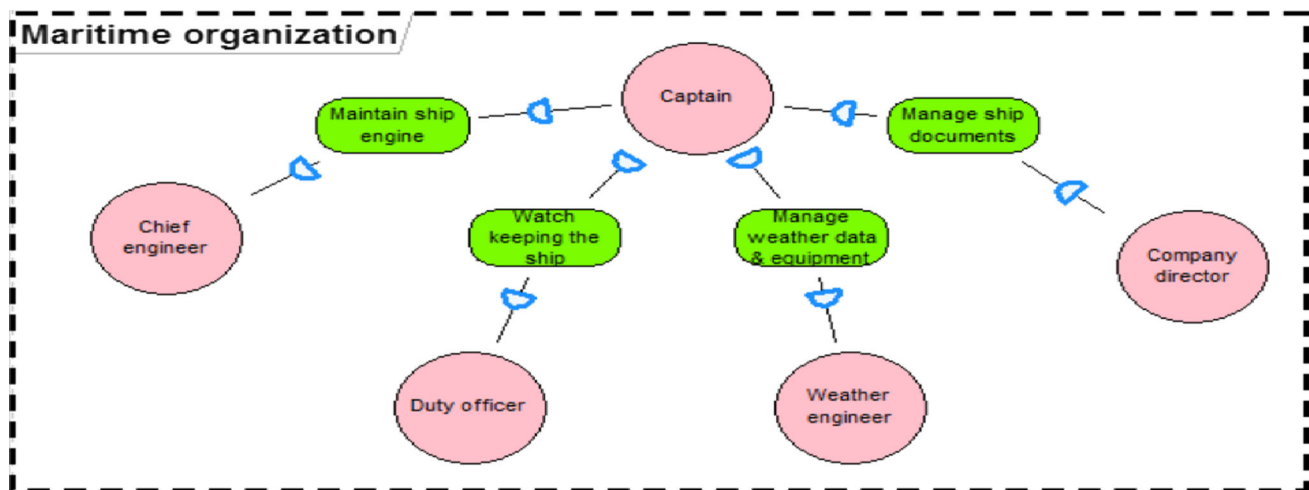 Maritime organization
Captain
Maintain ship
engine
Manage ship
documents
Chief
engineer
Watch
keeping the
ship
Manage
weather data
& equipment
Company
director
Duty officer
Weather
engineer